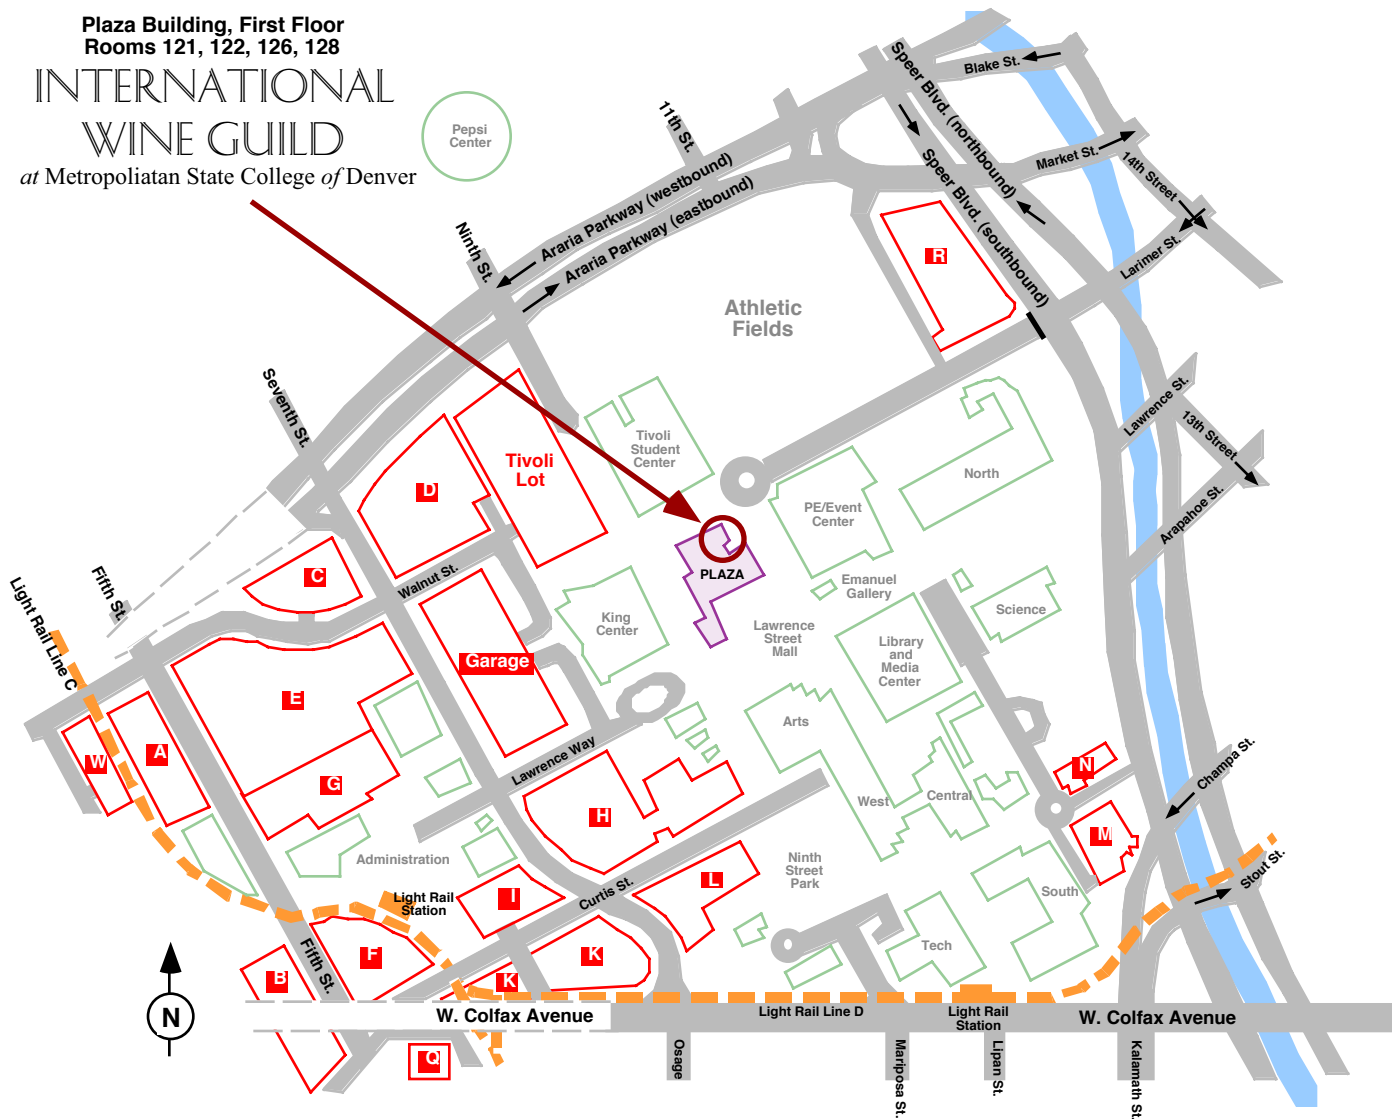 Plaza Building, First Floor
Rooms 121, 122, 126, 128
INTERNATIONAL
WINE GUILD
at Metropoliatan State College of Denver
Pepsi
Center
11th St.
Ninth St.
Araria Parkway (westbound)
Araria Parkway (eastbound)
Speer Blvd. (northbound)
Speer Blvd. (southbound)
Blake St.
Market St.
14th Street
Larimer St.
R
Athletic
Fields
Seventh St.
Tivoli
Student
Center
Tivoli
Lot
D
North
Lawrence St.
13th Street
Arapahoe St.
PE/Event
Center
PLAZA
C
Walnut St.
Fifth St.
Light Rail Line C
Emanuel
Gallery
Science
King
Center
Lawrence
Street
Mall
Library
and
Media
Center
Garage
E
Arts
A
W
G
Lawrence Way
N
Champa St.
H
West
Central
M
Administration
Ninth
Street
Park
Light Rail
Station
I
Curtis St.
L
South
Stout St.
Tech
F
K
K
B
Fifth St.
N
W. Colfax Avenue
Light Rail Line D
Light Rail
Station
W. Colfax Avenue
Q
Osage
Mariposa St.
Lipan St.
Kalamath St.